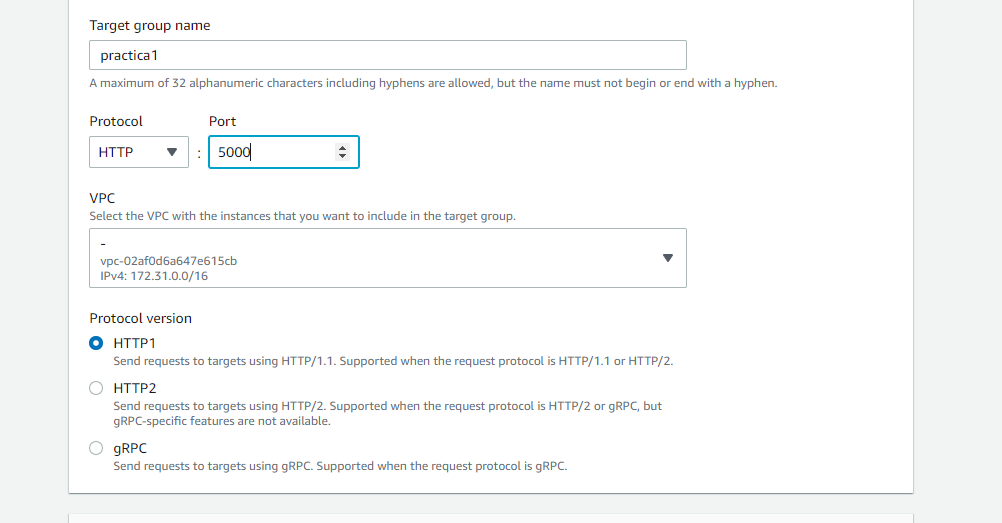 Target group name
practica1
A maximum of 32 alphanumeric characters including hyphens are allowed, but the name must not begin or end with a hyphen.
Protocol Port
HTTP : 5000
VPC
Select the VPC with the instances that you want to include in the target group.
-
vpc-02af0d6a647e615cb
IPv4: 172.31.0.0/16
Protocol version
HTTP1
Send requests to targets using HTTP/1.1. Supported when the request protocol is HTTP/1.1 or HTTP/2.
HTTP2
Send requests to targets using HTTP/2. Supported when the request protocol is HTTP/2 or gRPC, but
gRPC-specific features are not available.
gRPC
Send requests to targets using gRPC. Supported when the request protocol is gRPC.